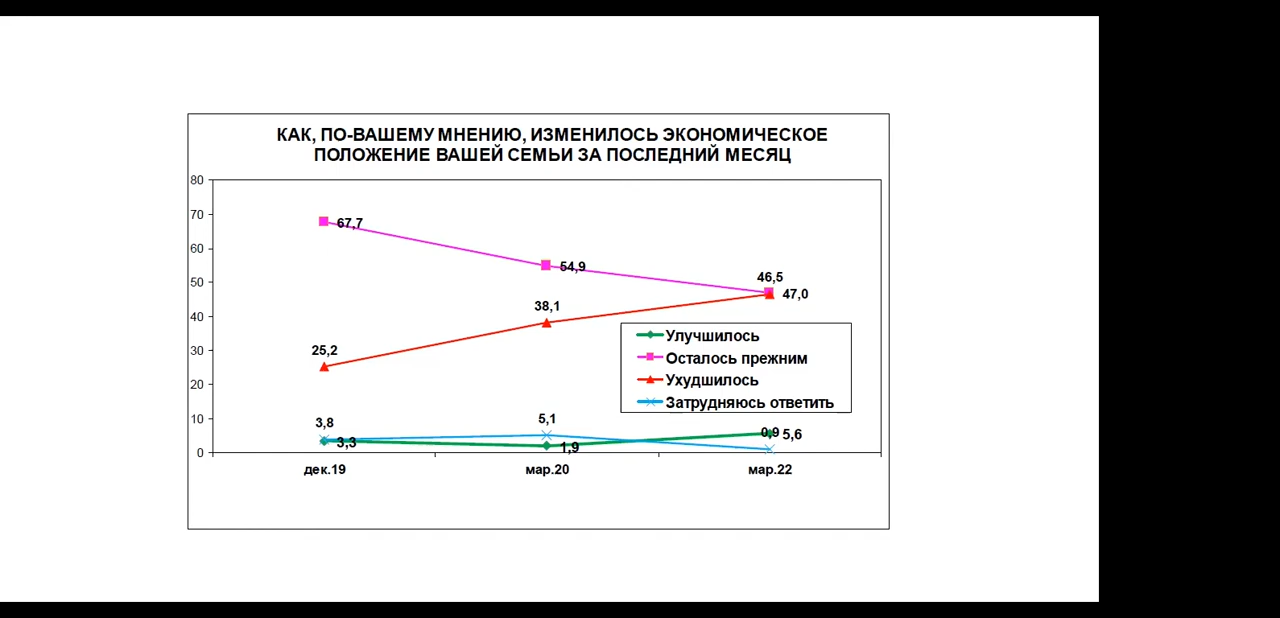 КАК, ПО-ВАШЕМУ МНЕНИЮ, ИЗМЕНИЛОСЬ ЭКОНОМИЧЕСКОЕ
ПОЛОЖЕНИЕ ВАШЕЙ СЕМЬИ ЗА ПОСЛЕДНИЙ МЕСЯЦ
80
70
67,7
60
54,9
50
46,5
47,0
40
38,1
30
25,2
20
10
3,8
3,3
5,1
1,9
0,9
5,6
0
Улучшилось
Осталось прежним
Ухудшилось
Затрудняюсь ответить
дек.19
мар.20
мар.22